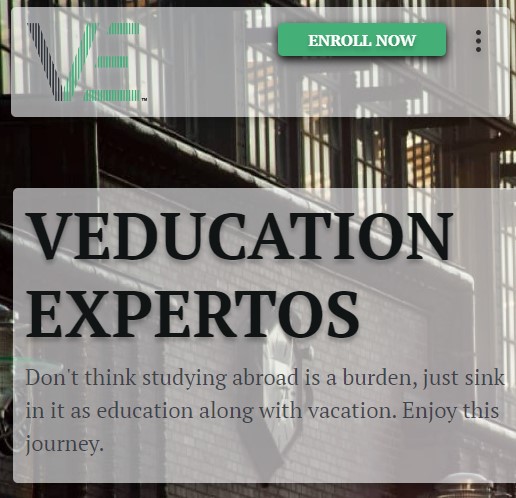 VE™
ENROLL NOW
VEDUCATION
EXPERTOS
Don't think studying abroad is a burden, just sink
in it as education along with vacation. Enjoy this
journey.